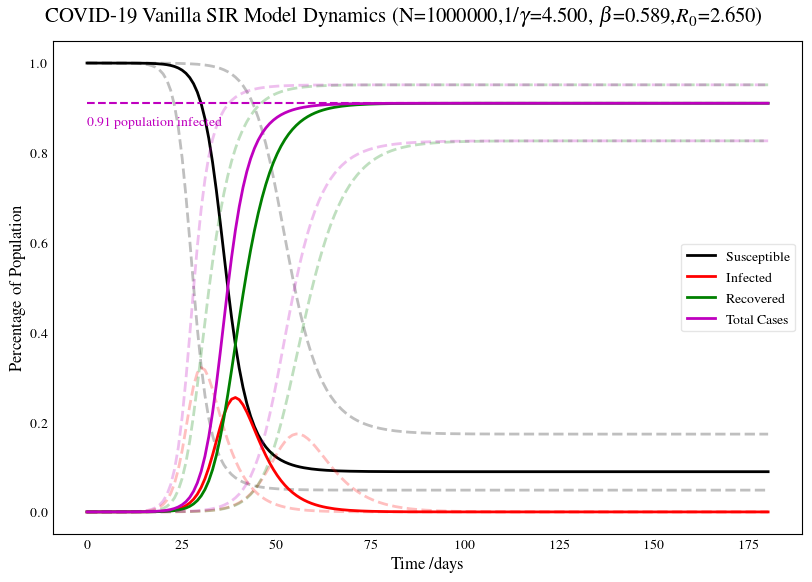 COVID-19 Vanilla SIR Model Dynamics (N=1000000,1/γ=4.500, β=0.589,R₀=2.650)
1.0
0.91 population infected
0.8
0.6
0.4
0.2
0.0
Percentage of Population
Susceptible
Infected
Recovered
Total Cases
0 25 50 75 100 125 150 175
Time /days